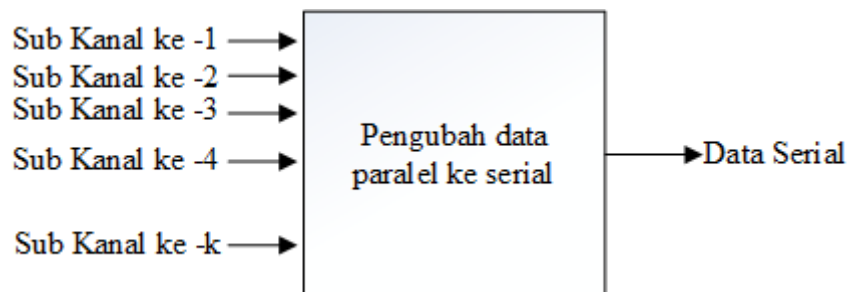 Sub Kanal ke -1
Sub Kanal ke -2
Sub Kanal ke -3
Sub Kanal ke -4
Sub Kanal ke -k
Pengubah data
paralel ke serial
Data Serial